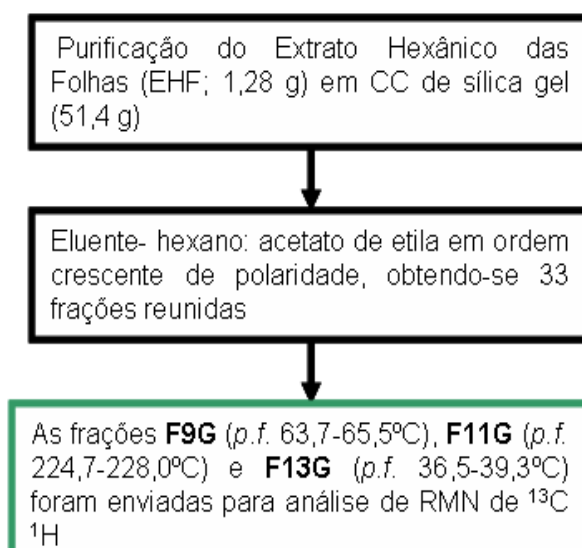 Purificação do Extrato Hexânico das
Folhas (EHF; 1,28 g) em CC de sílica gel
(51,4 g)
Eluente- hexano: acetato de etila em ordem
crescente de polaridade, obtendo-se 33
frações reunidas
As frações F9G (p.f. 63,7-65,5ºC), F11G (p.f.
224,7-228,0ºC) e F13G (p.f. 36,5-39,3ºC)
foram enviadas para análise de RMN de ¹³C
¹H